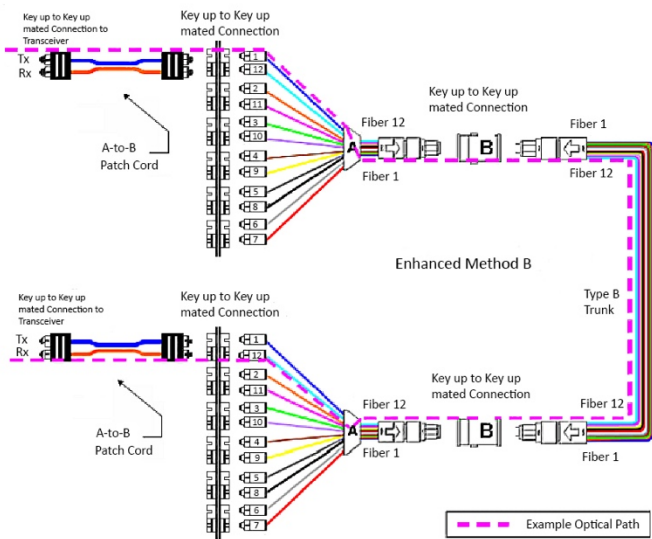 Key up to Key up
mated Connection to
Transceiver
Tx
Rx
A-to-B
Patch Cord
Key up to Key up
mated Connection
1
12
2
11
3
10
4
9
5
8
6
7
A
Fiber 12
Fiber 1
Key up to Key up
mated Connection
B
Fiber 1
Fiber 12
Enhanced Method B
Type B
Trunk
Key up to Key up
mated Connection to
Transceiver
Tx
Rx
A-to-B
Patch Cord
Key up to Key up
mated Connection
1
12
2
11
3
10
4
9
5
8
6
7
A
Fiber 12
Fiber 1
Key up to Key up
mated Connection
B
Fiber 12
Fiber 1
Example Optical Path